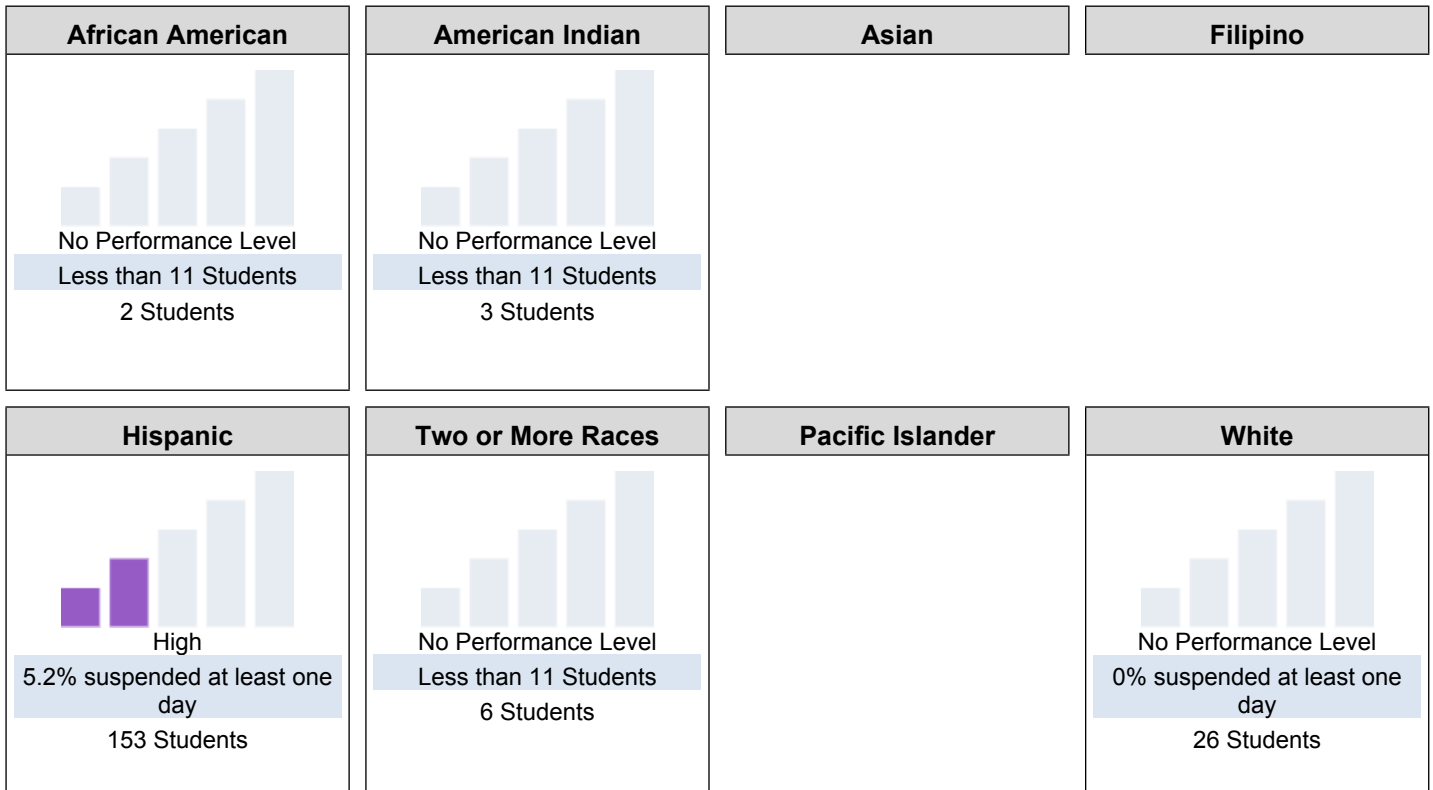 African American
American Indian
Asian
Filipino
No Performance Level
Less than 11 Students
2 Students
No Performance Level
Less than 11 Students
3 Students
Hispanic
Two or More Races
Pacific Islander
White
High
5.2% suspended at least one
day
153 Students
No Performance Level
Less than 11 Students
6 Students
No Performance Level
0% suspended at least one
day
26 Students